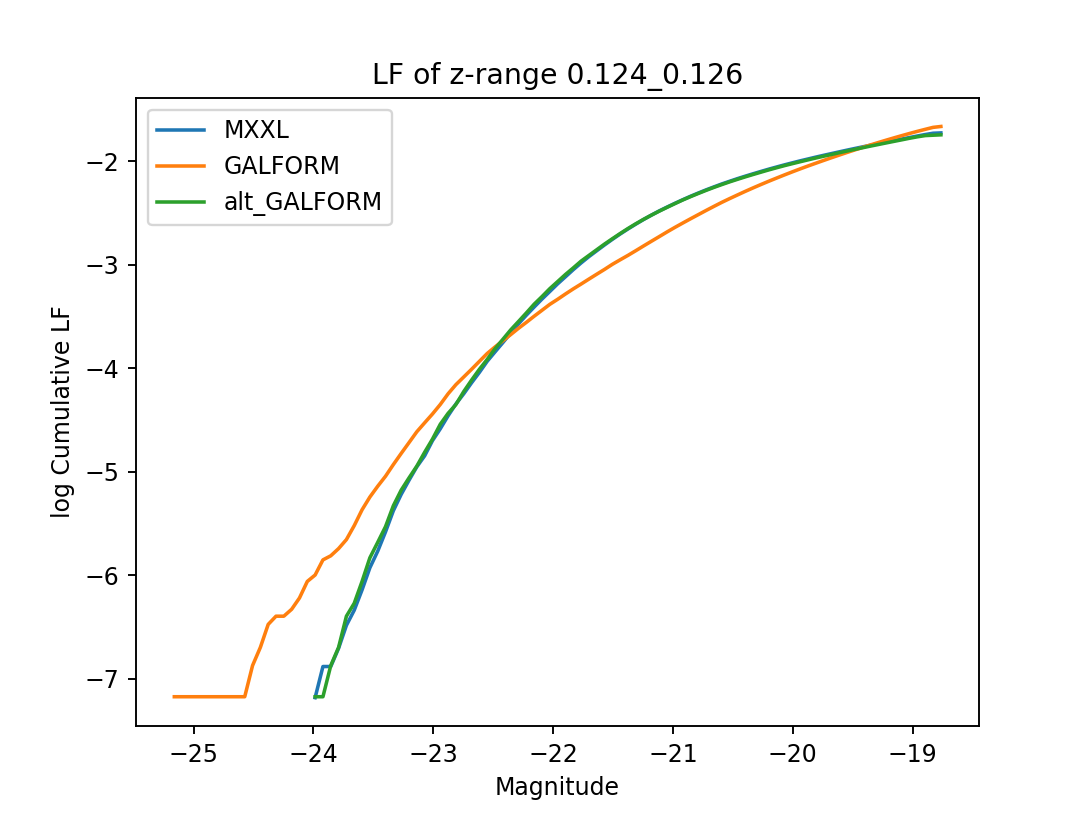 LF of z-range 0.124_0.126
MXXL
GALFORM
alt_GALFORM
−2
−3
−4
−5
−6
−7
log Cumulative LF
−25
−24
−23
−22
−21
−20
−19
Magnitude